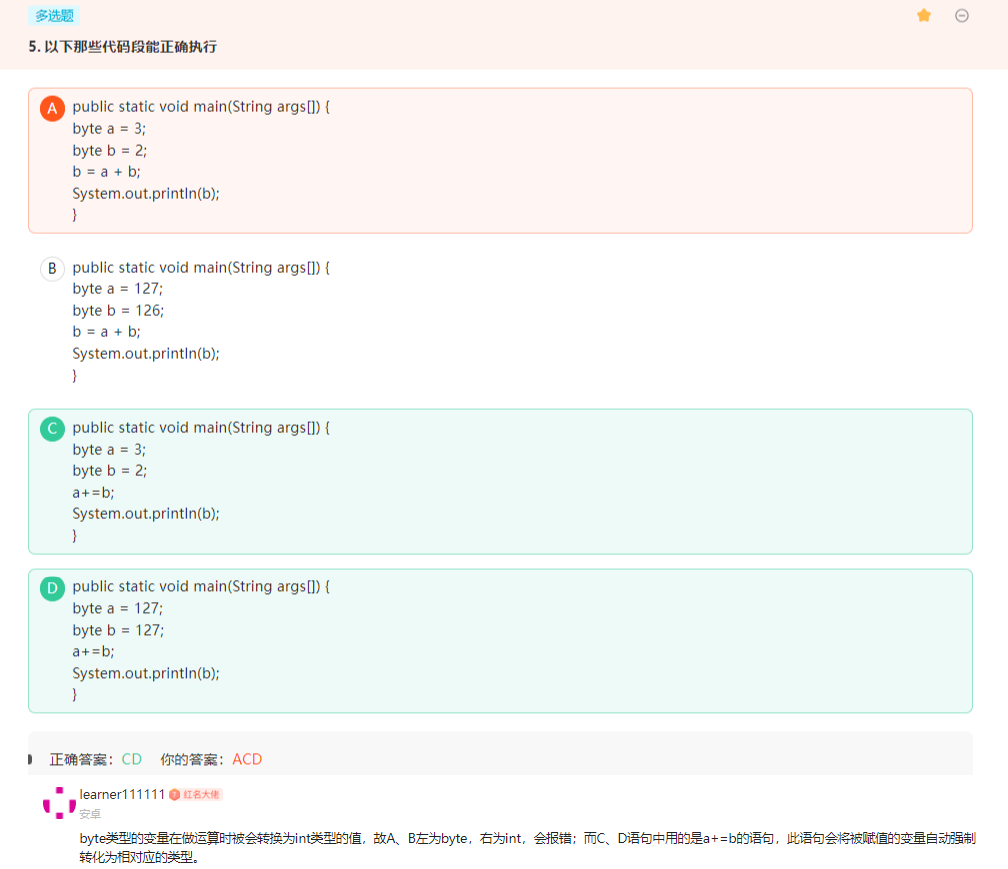 多选题
5. 以下那些代码段能正确执行
A
public static void main(String args[]) {
byte a = 3;
byte b = 2;
b = a + b;
System.out.println(b);
}
B
public static void main(String args[]) {
byte a = 127;
byte b = 126;
b = a + b;
System.out.println(b);
}
C
public static void main(String args[]) {
byte a = 3;
byte b = 2;
a+=b;
System.out.println(b);
}
D
public static void main(String args[]) {
byte a = 127;
byte b = 127;
a+=b;
System.out.println(b);
}
正确答案：CD 你的答案：ACD
learner111111 红名大佬
安卓
byte类型的变量在做运算时被会转换为int类型的值，故A、B左为byte，右为int，会报错；而C、D语句中用的是a+=b的语句，此语句会将被赋值的变量自动强制
转化为相对应的类型。